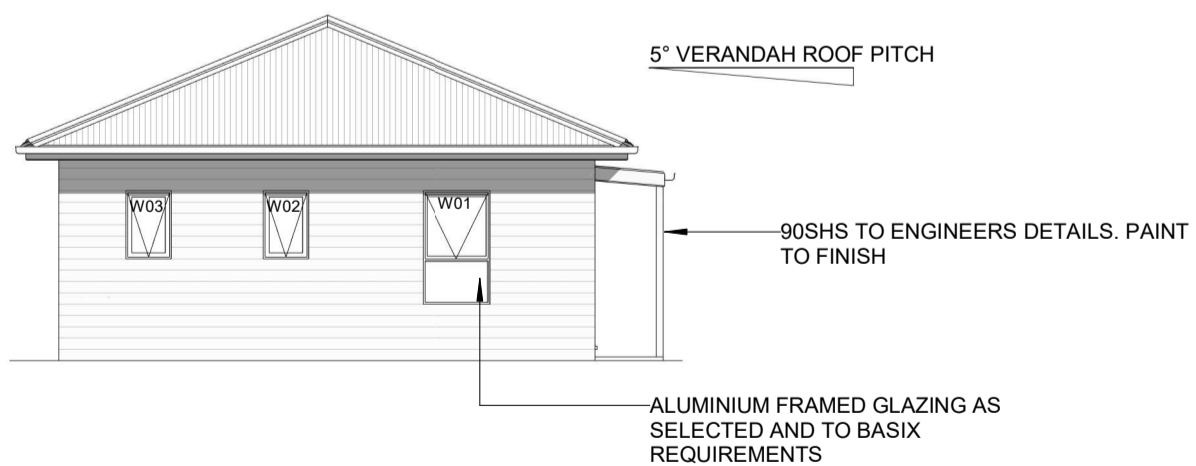 5° VERANDAH ROOF PITCH
W03
W02
W01
90SHS TO ENGINEERS DETAILS. PAINT
TO FINISH
ALUMINIUM FRAMED GLAZING AS
SELECTED AND TO BASIX
REQUIREMENTS